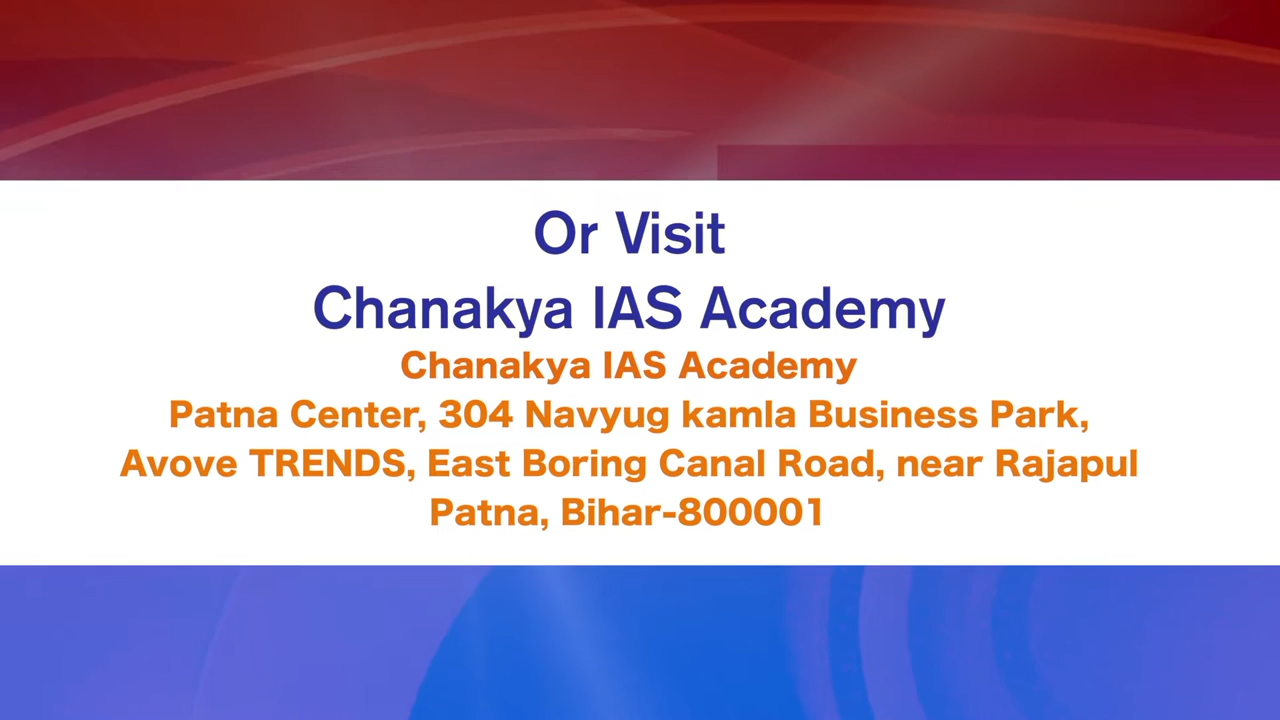 Or Visit
Chanakya IAS Academy
Chanakya IAS Academy
Patna Center, 304 Navyug kamla Business Park,
Avove TRENDS, East Boring Canal Road, near Rajapul
Patna, Bihar-800001